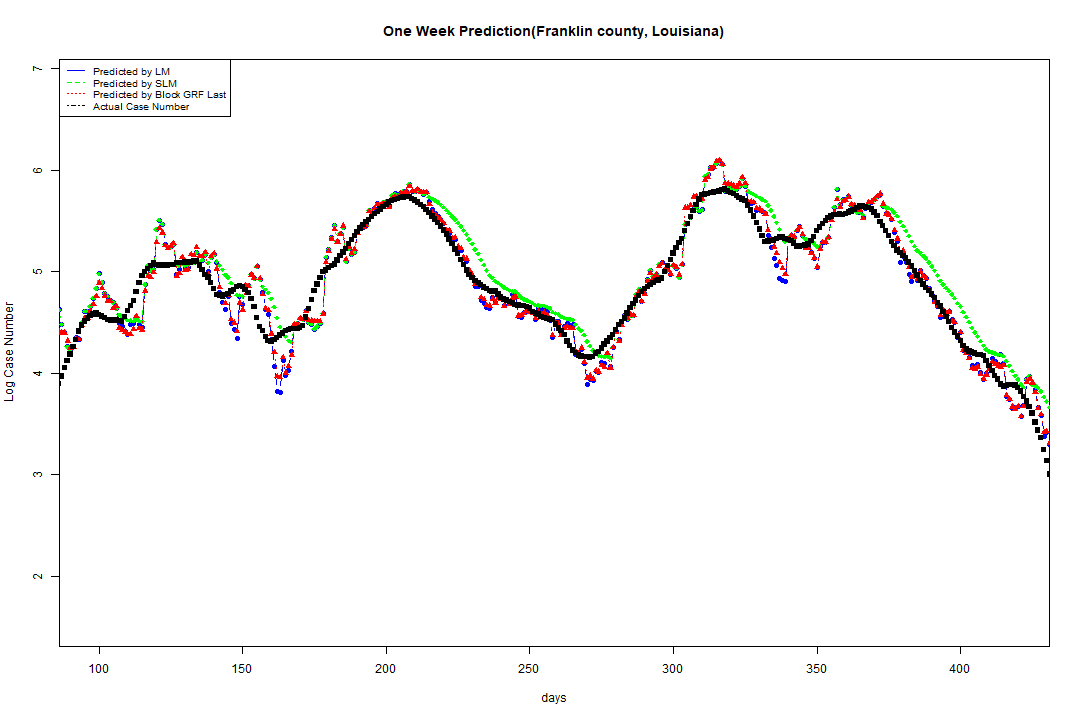 One Week Prediction(Franklin county, Louisiana)
Predicted by LM
Predicted by SLM
Predicted by Block GRF Last
Actual Case Number
7
6
5
4
3
2
Log Case Number
100 150 200 250 300 350 400
days